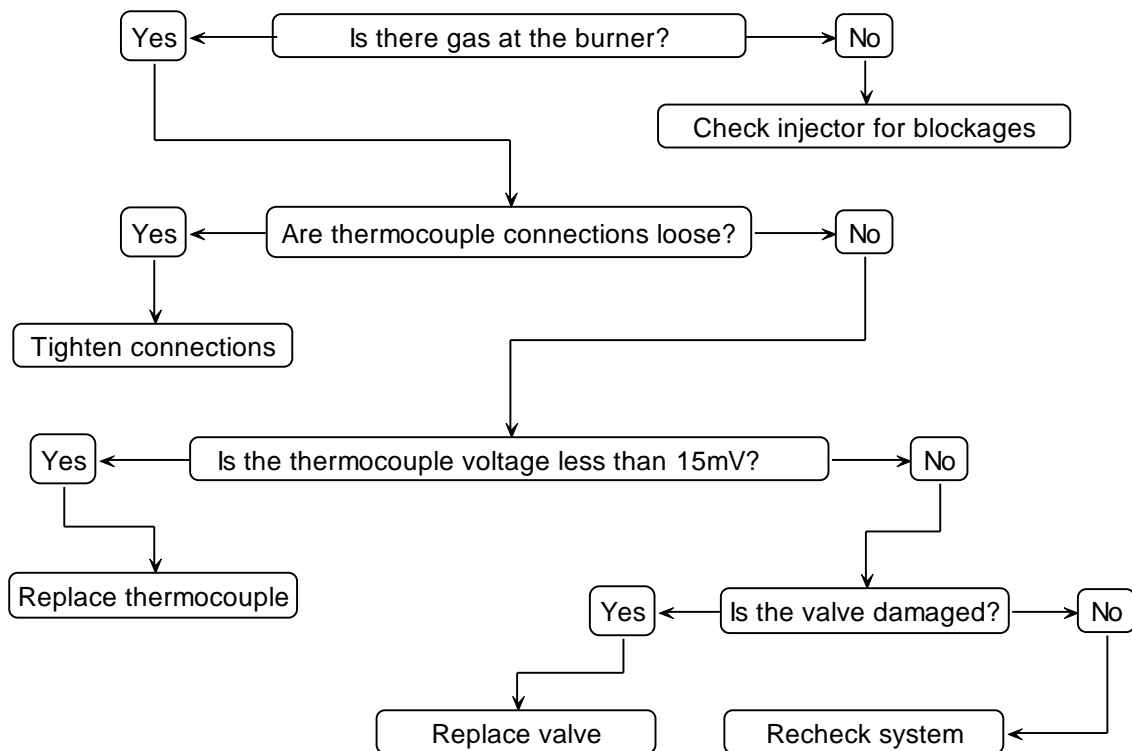 Yes
Is there gas at the burner?
No
Check injector for blockages
Yes
Are thermocouple connections loose?
No
Tighten connections
Yes
Is the thermocouple voltage less than 15mV?
No
Replace thermocouple
Yes
Is the valve damaged?
No
Replace valve
Recheck system